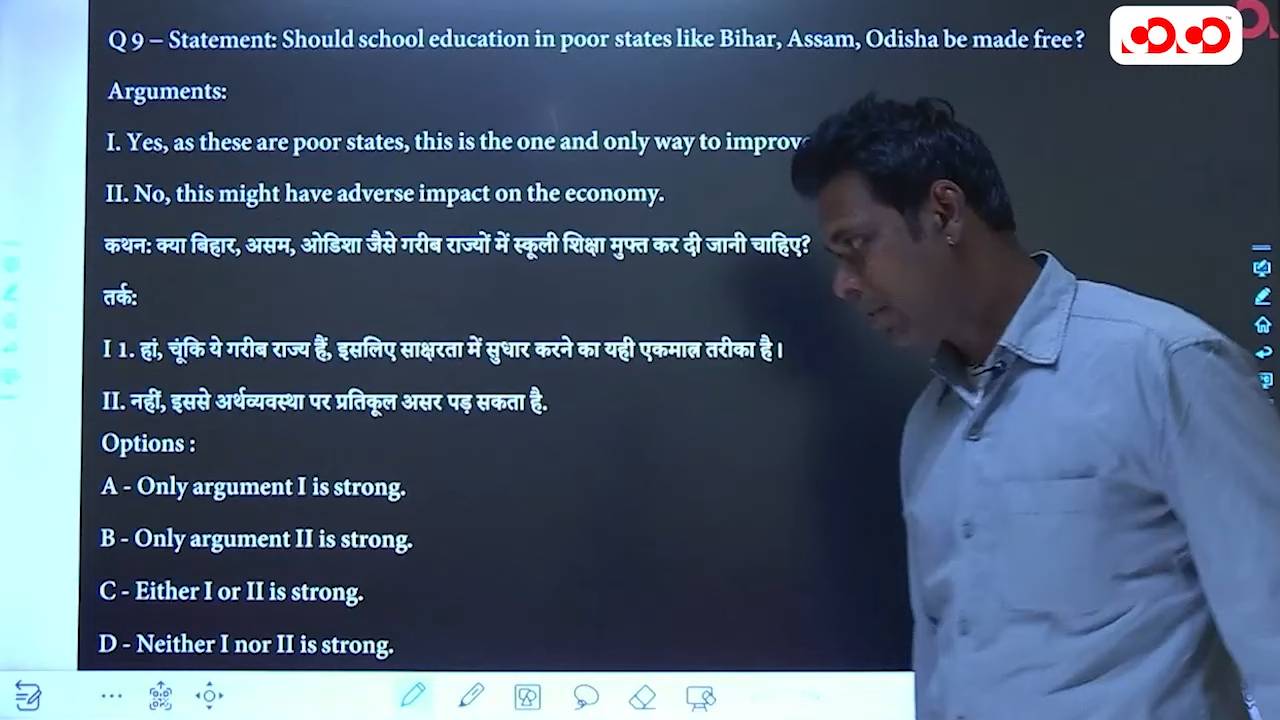 Q 9 – Statement: Should school education in poor states like Bihar, Assam, Odisha be made free?
Arguments:
I. Yes, as these are poor states, this is the one and only way to
II. No, this might have adverse impact on the economy.
कथन: क्या बिहार, असम, ओडिशा जैसे गरीब राज्यों में स्कूली शिक्षा मुफ्त कर दी जानी चाहिए?
तर्क:
I 1. हां, चूंकि ये गरीब राज्य हैं, इसलिए साक्षरता में सुधार करने का यही एकमात्र तरीका है।
II. नहीं, इससे अर्थव्यवस्था पर प्रतिकूल असर पड़ सकता है.
Options :
A - Only argument I is strong.
B - Only argument II is strong.
C - Either I or II is strong.
D - Neither I nor II is strong.